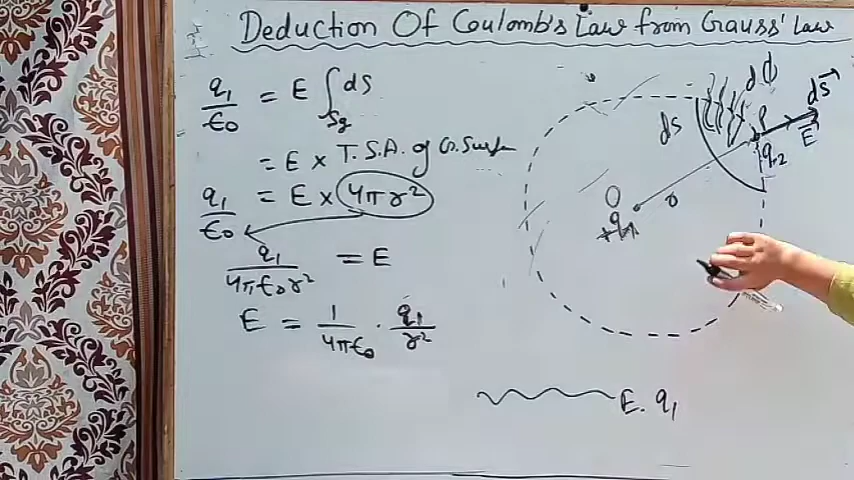 Deduction Of Coulomb's Law from Gauss' Law
q₁/ε₀ = E ∫ ds
S_g
= E × T.S.A. of G. Surface
q₁/ε₀ = E × 4πr²
q₁/4πε₀r² = E
E = 1/4πε₀ · q₁/r²
dϕ
ds→
ds
P
E→
q₂
O
r
+q₁
E. q₁